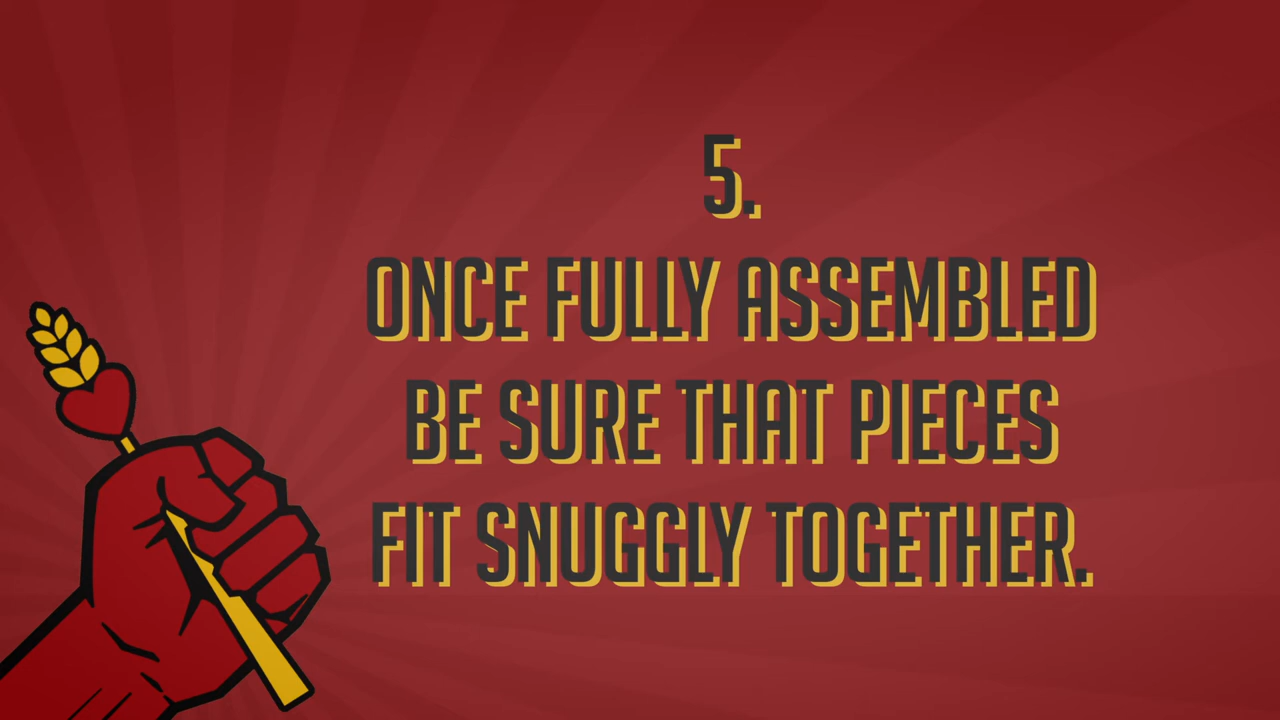 5.
ONCE FULLY ASSEMBLED
BE SURE THAT PIECES
FIT SNUGGLY TOGETHER.